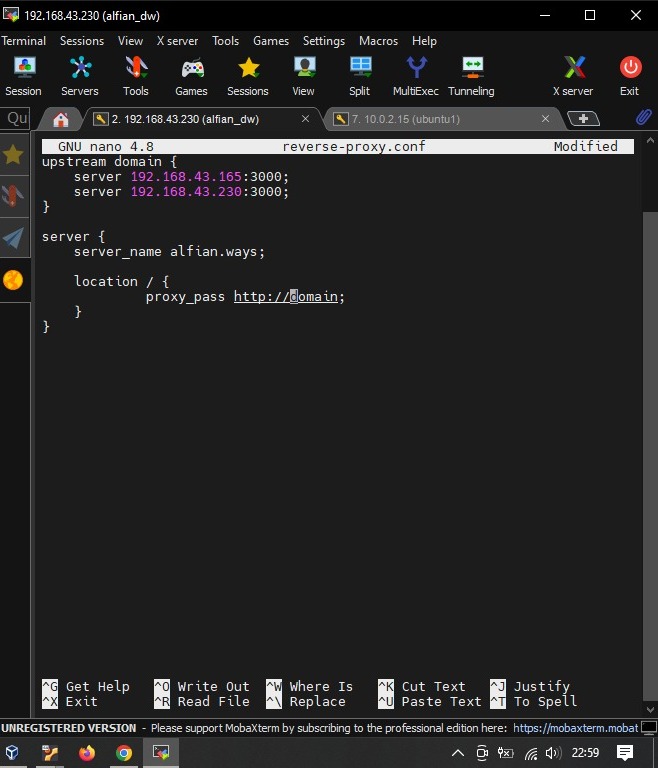 192.168.43.230 (alfian_dw)
Terminal Sessions View X server Tools Games Settings Macros Help
Session Servers Tools Games Sessions View Split MultiExec Tunneling X server Exit
Qu
2. 192.168.43.230 (alfian_dw)
7. 10.0.2.15 (ubuntu1)
GNU nano 4.8 reverse-proxy.conf Modified
upstream domain {
server 192.168.43.165:3000;
server 192.168.43.230:3000;
}
server {
server_name alfian.ways;
location / {
proxy_pass http://domain;
}
}
^G Get Help ^O Write Out ^W Where Is ^K Cut Text ^J Justify
^X Exit ^R Read File ^\ Replace ^U Paste Text ^T To Spell
UNREGISTERED VERSION - Please support MobaXterm by subscribing to the professional edition here: https://mobaxterm.mobat
22:59